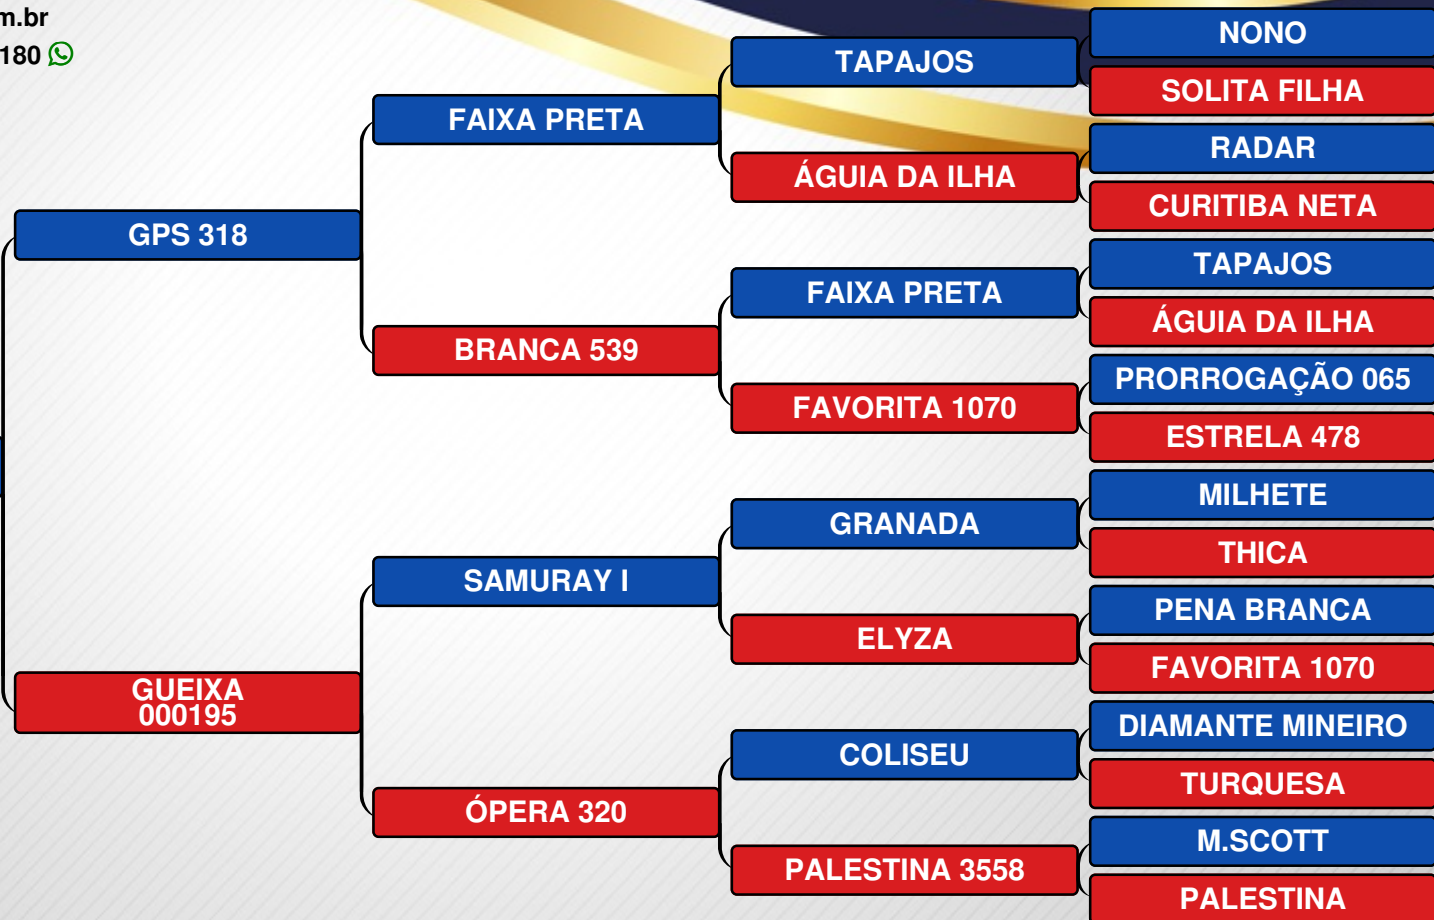 m.br
180
GPS 318
GUEIXA
000195
FAIXA PRETA
BRANCA 539
SAMURAY I
ÓPERA 320
TAPAJOS
ÁGUIA DA ILHA
FAIXA PRETA
FAVORITA 1070
GRANADA
ELYZA
COLISEU
PALESTINA 3558
NONO
SOLITA FILHA
RADAR
CURITIBA NETA
TAPAJOS
ÁGUIA DA ILHA
PRORROGAÇÃO 065
ESTRELA 478
MILHETE
THICA
PENA BRANCA
FAVORITA 1070
DIAMANTE MINEIRO
TURQUESA
M.SCOTT
PALESTINA